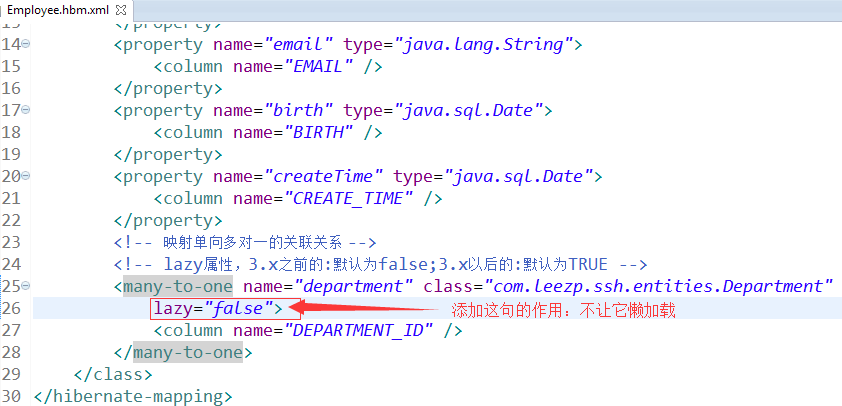 Employee.hbm.xml
13 </property>
14 <property name="email" type="java.lang.String">
15 <column name="EMAIL" />
16 </property>
17 <property name="birth" type="java.sql.Date">
18 <column name="BIRTH" />
19 </property>
20 <property name="createTime" type="java.sql.Date">
21 <column name="CREATE_TIME" />
22 </property>
23 <!-- 映射单向多对一的关联关系 -->
24 <!-- lazy属性，3.x之前的:默认为false;3.x以后的:默认为TRUE -->
25 <many-to-one name="department" class="com.leezp.ssh.entities.Department"
26 lazy="false"> 添加这句的作用：不让它懒加载
27 <column name="DEPARTMENT_ID" />
28 </many-to-one>
29 </class>
30 </hibernate-mapping>